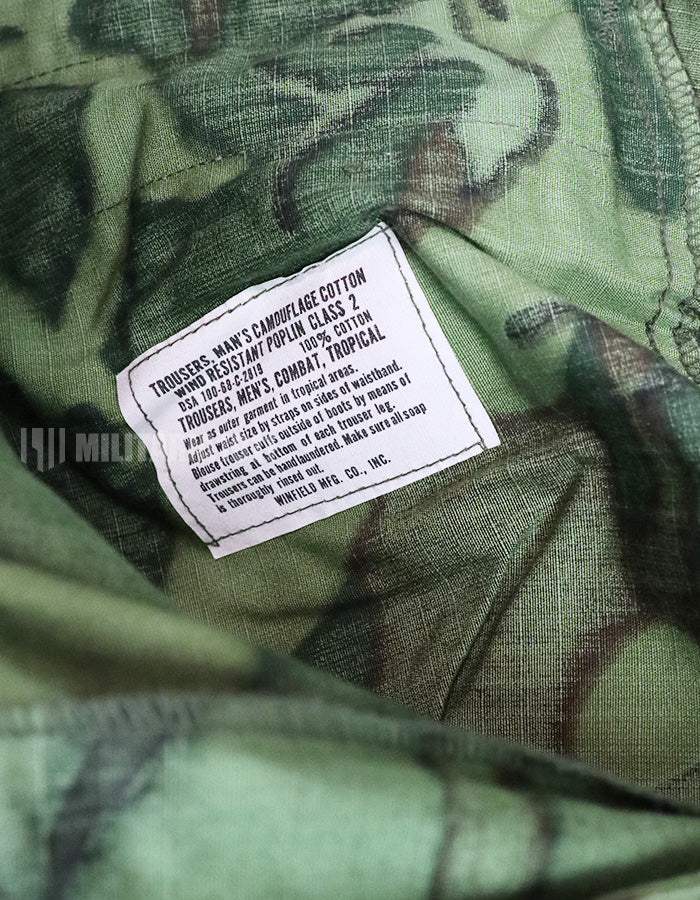 TROUSERS, MAN'S CAMOUFLAGE COTTON
WIND RESISTANT POPLIN CLASS 2
DSA 100-68-C-2819 100% COTTON
TROUSERS, MEN'S, COMBAT, TROPICAL
Wear as outer garment in tropical areas.
Adjust waist size by straps on sides of waistband.
Blouse trouser cuffs outside of boots by means of
drawstring at bottom of each trouser leg.
Trousers can be handlaundered. Make sure all soap
is thoroughly rinsed out.
WINFIELD MFG. CO., INC.